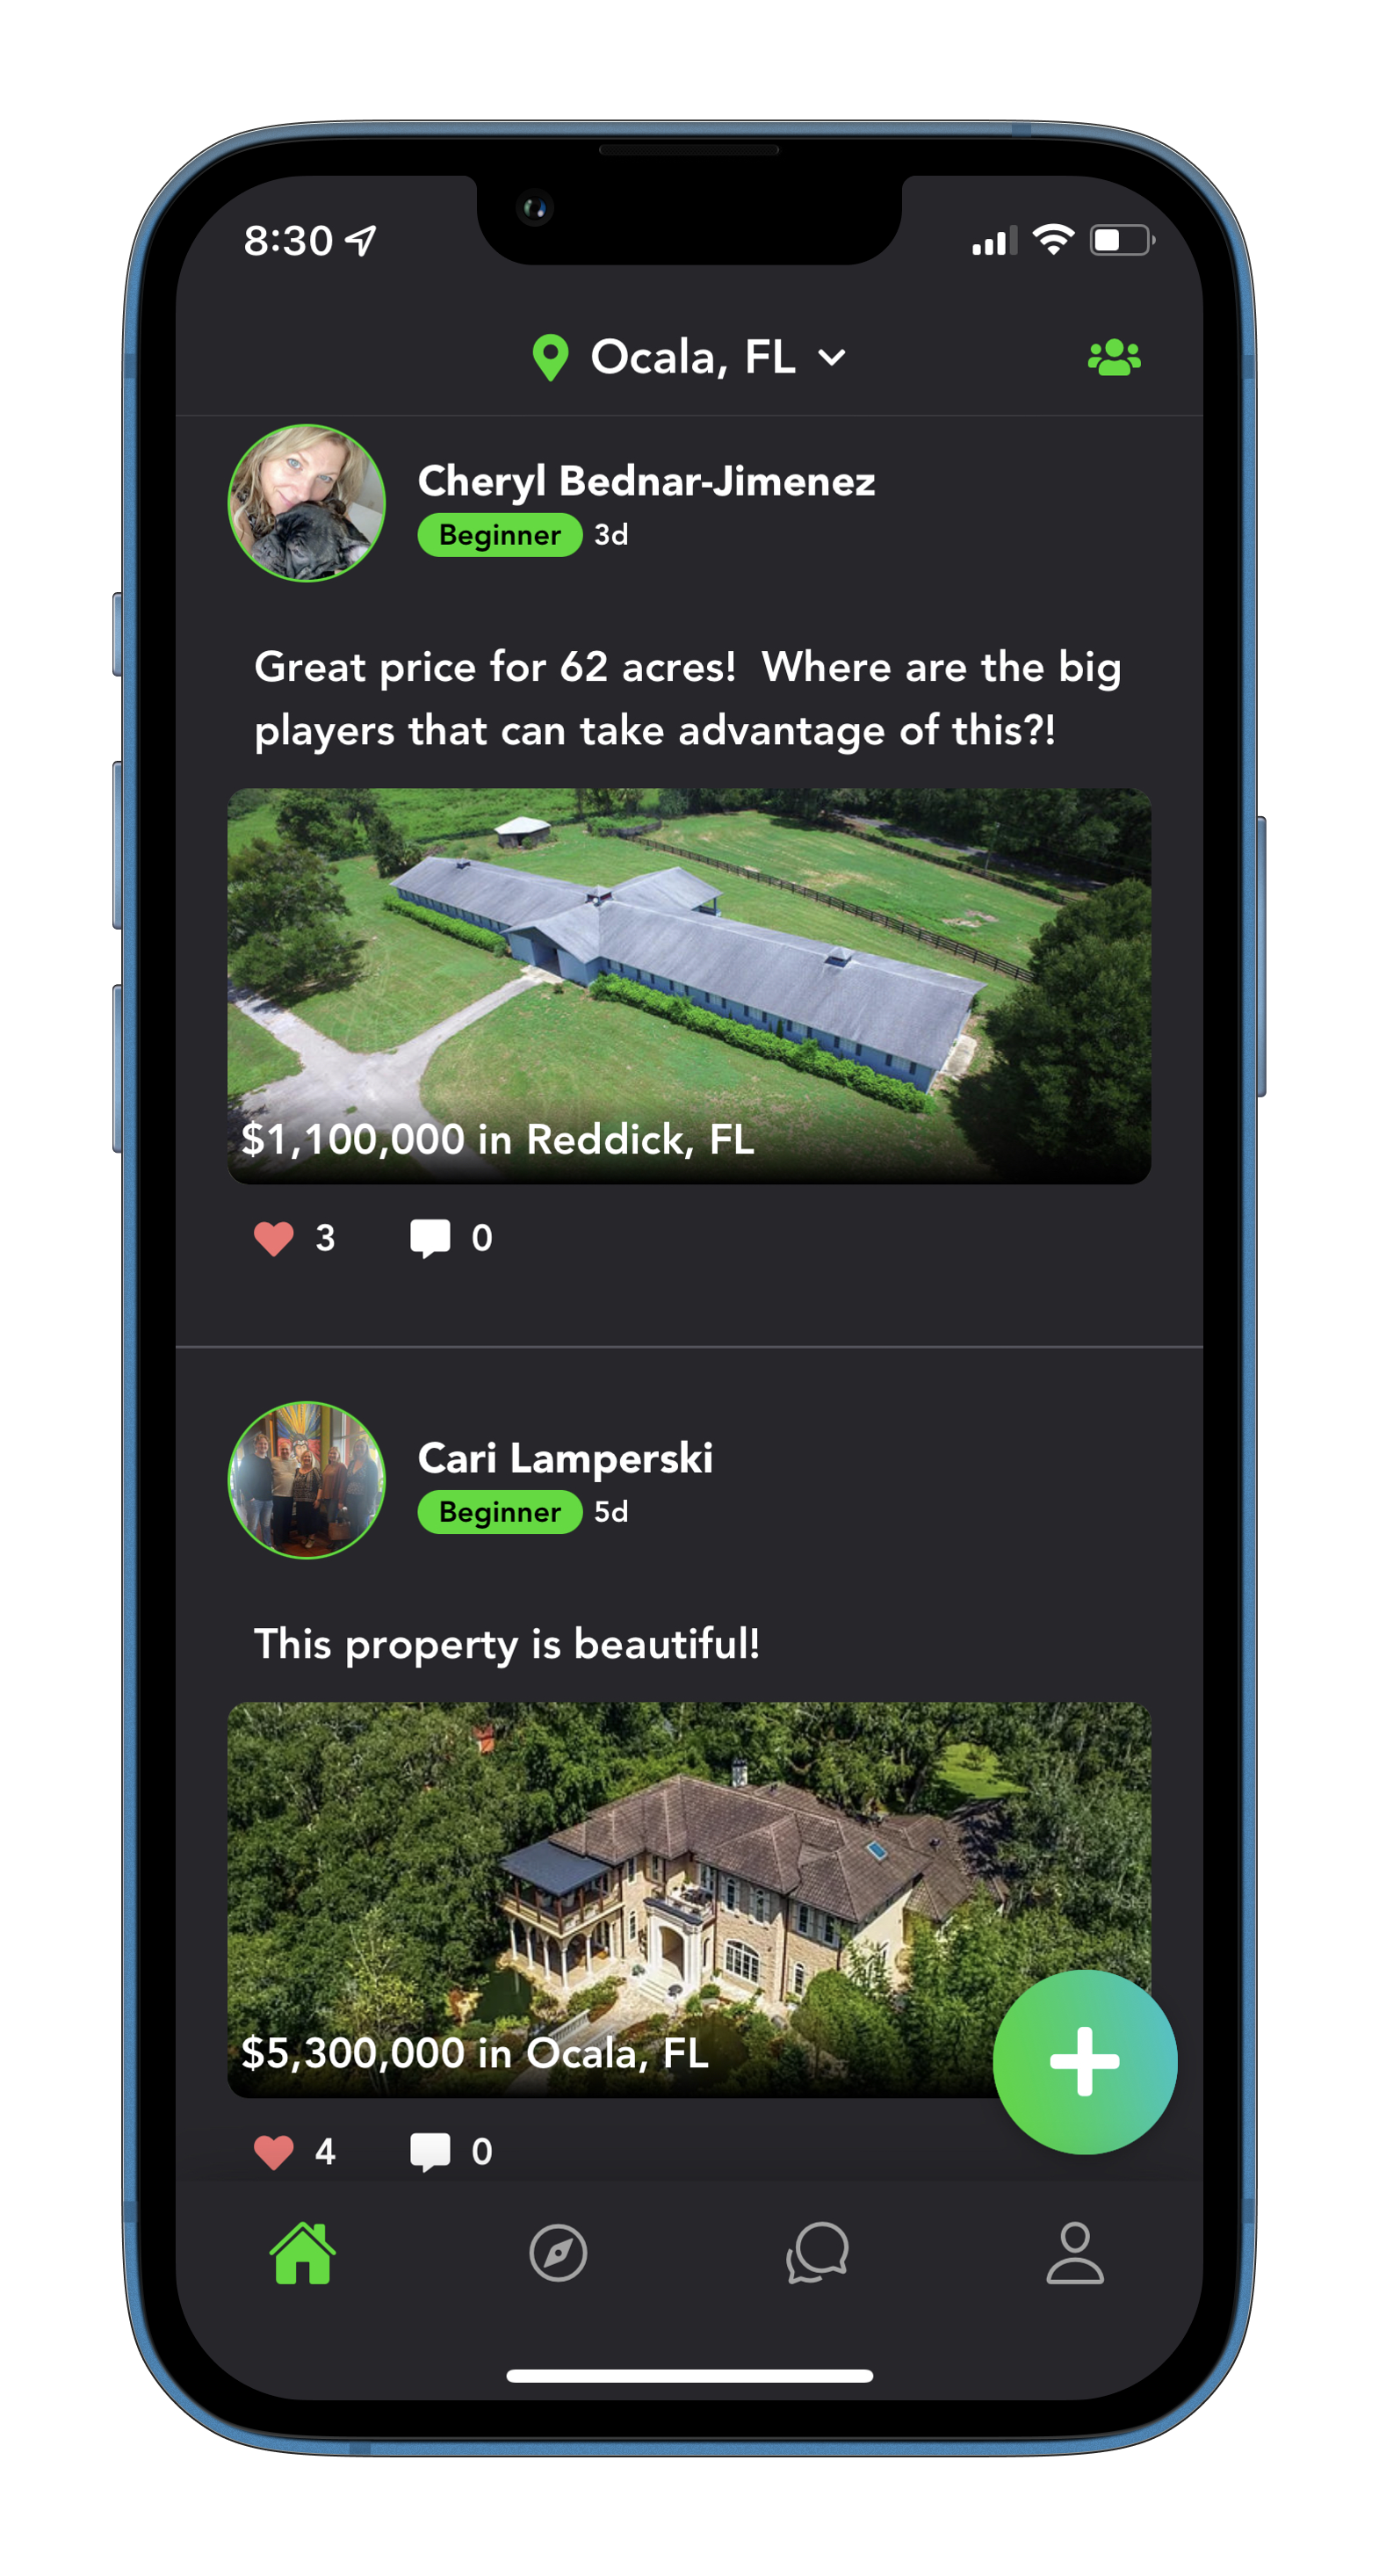 8:30
Ocala, FL
Cheryl Bednar-Jimenez
Beginner 3d
Great price for 62 acres!  Where are the big
players that can take advantage of this?!
$1,100,000 in Reddick, FL
3 0
Cari Lamperski
Beginner 5d
This property is beautiful!
$5,300,000 in Ocala, FL
4 0